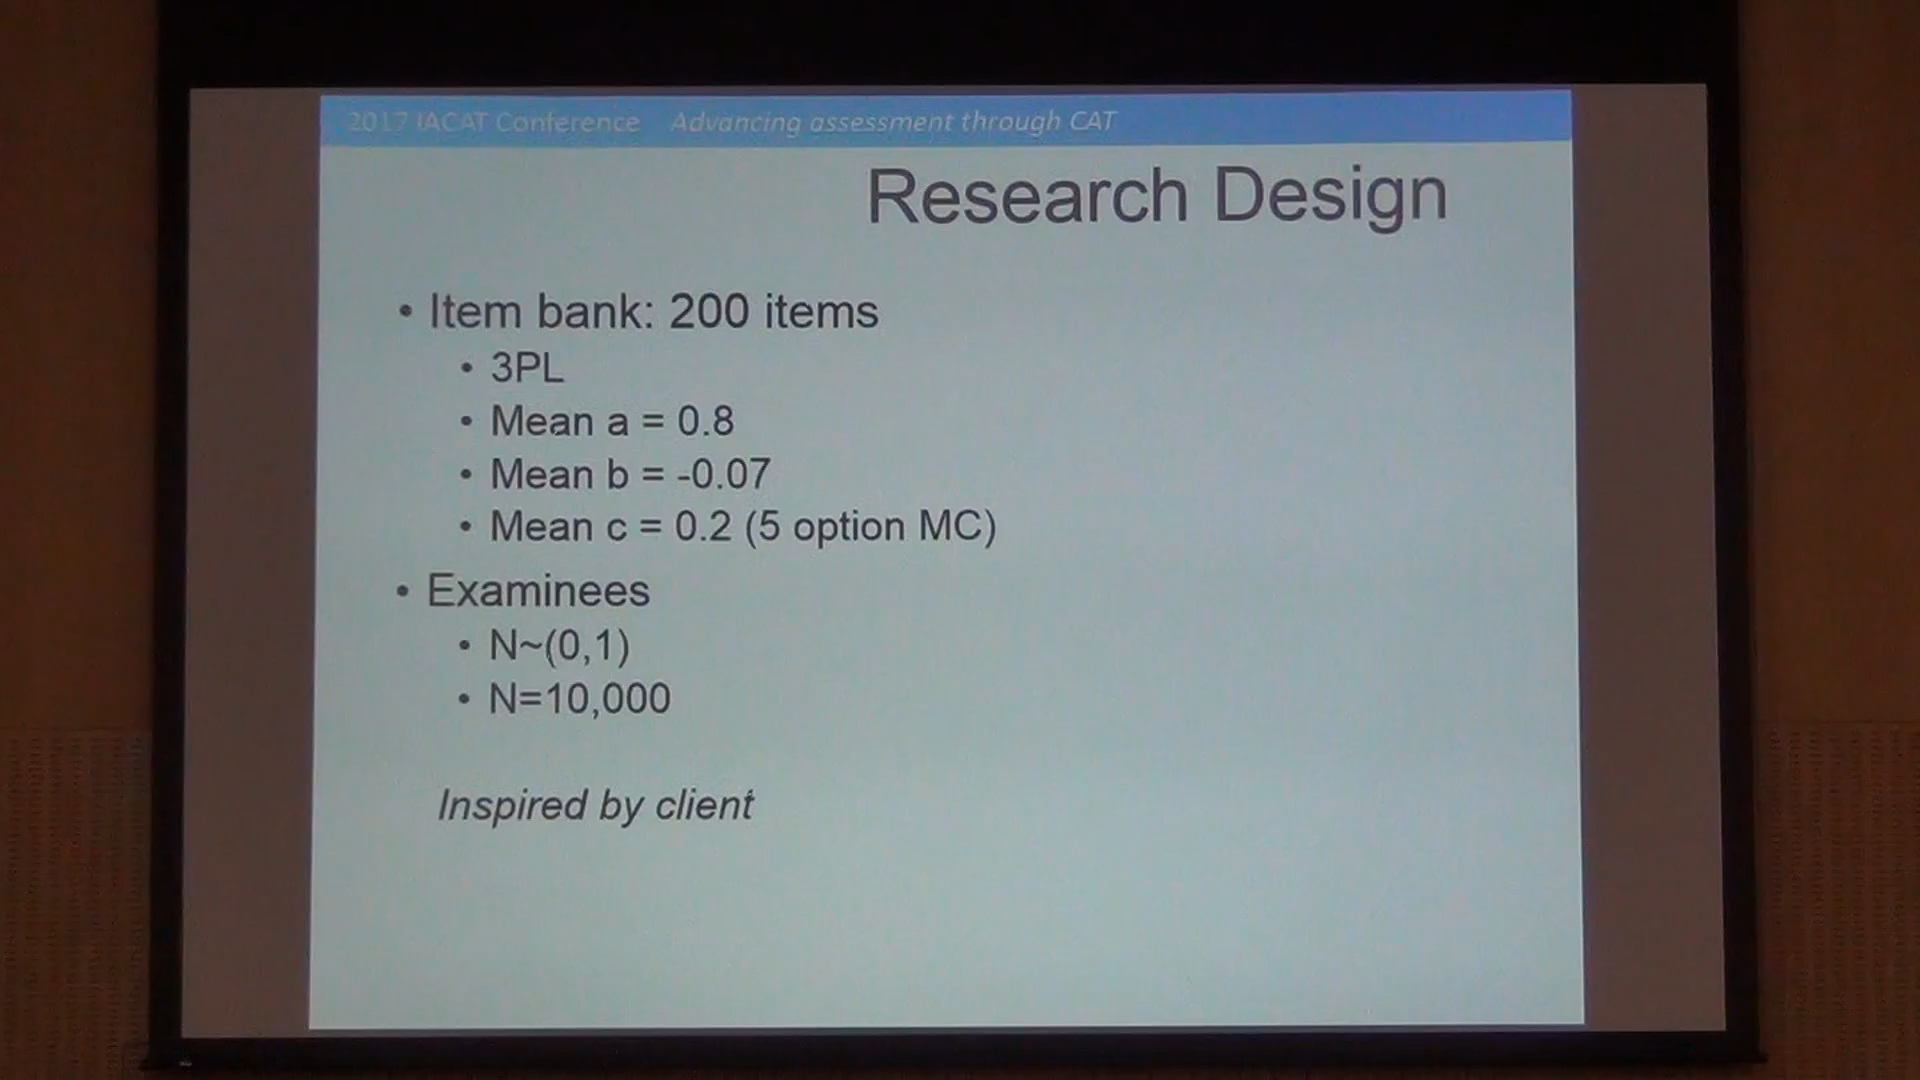 2017 IACAT Conference Advancing assessment through CAT
Research Design
• Item bank: 200 items
• 3PL
• Mean a = 0.8
• Mean b = -0.07
• Mean c = 0.2 (5 option MC)
• Examinees
• N~(0,1)
• N=10,000
Inspired by client